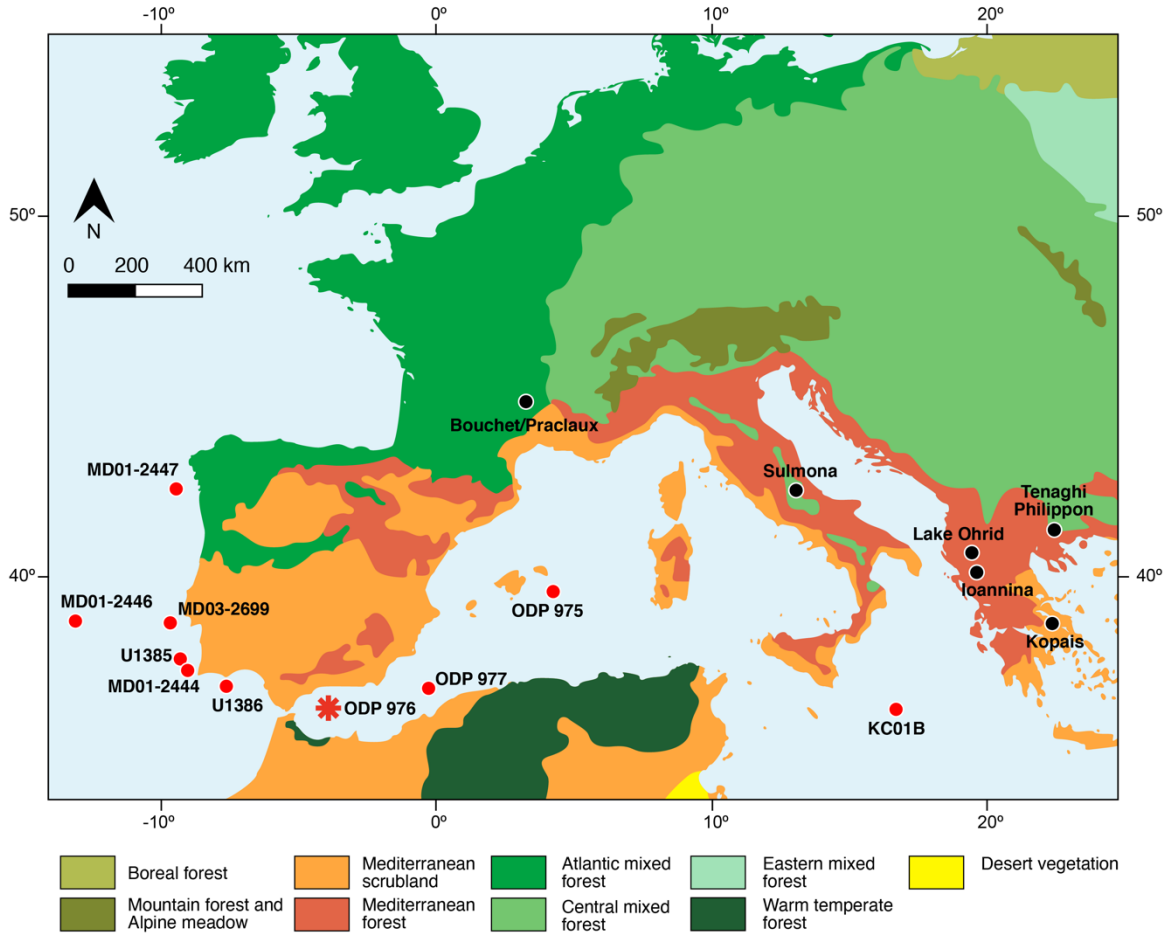 -10º 0º 10º 20º
50º 50º
N
0 200 400 km
Bouchet/Praclaux
MD01-2447
Sulmona
Tenaghi
Philippon
Lake Ohrid
40º 40º
Ioannina
MD01-2446
MD03-2699
ODP 975
Kopais
U1385
MD01-2444
ODP 977
U1386
ODP 976
KC01B
-10º 0º 10º 20º
Boreal forest
Mountain forest and
Alpine meadow
Mediterranean
scrubland
Mediterranean
forest
Atlantic mixed
forest
Central mixed
forest
Eastern mixed
forest
Warm temperate
forest
Desert vegetation